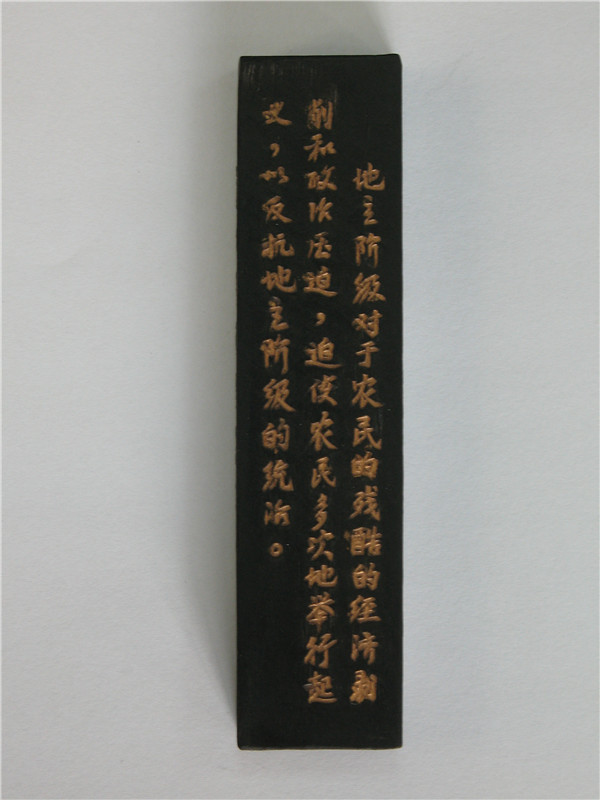 地主阶级对于农民的残酷的经济剥
削和政治压迫，迫使农民多次地举行起
义，以反抗地主阶级的统治。